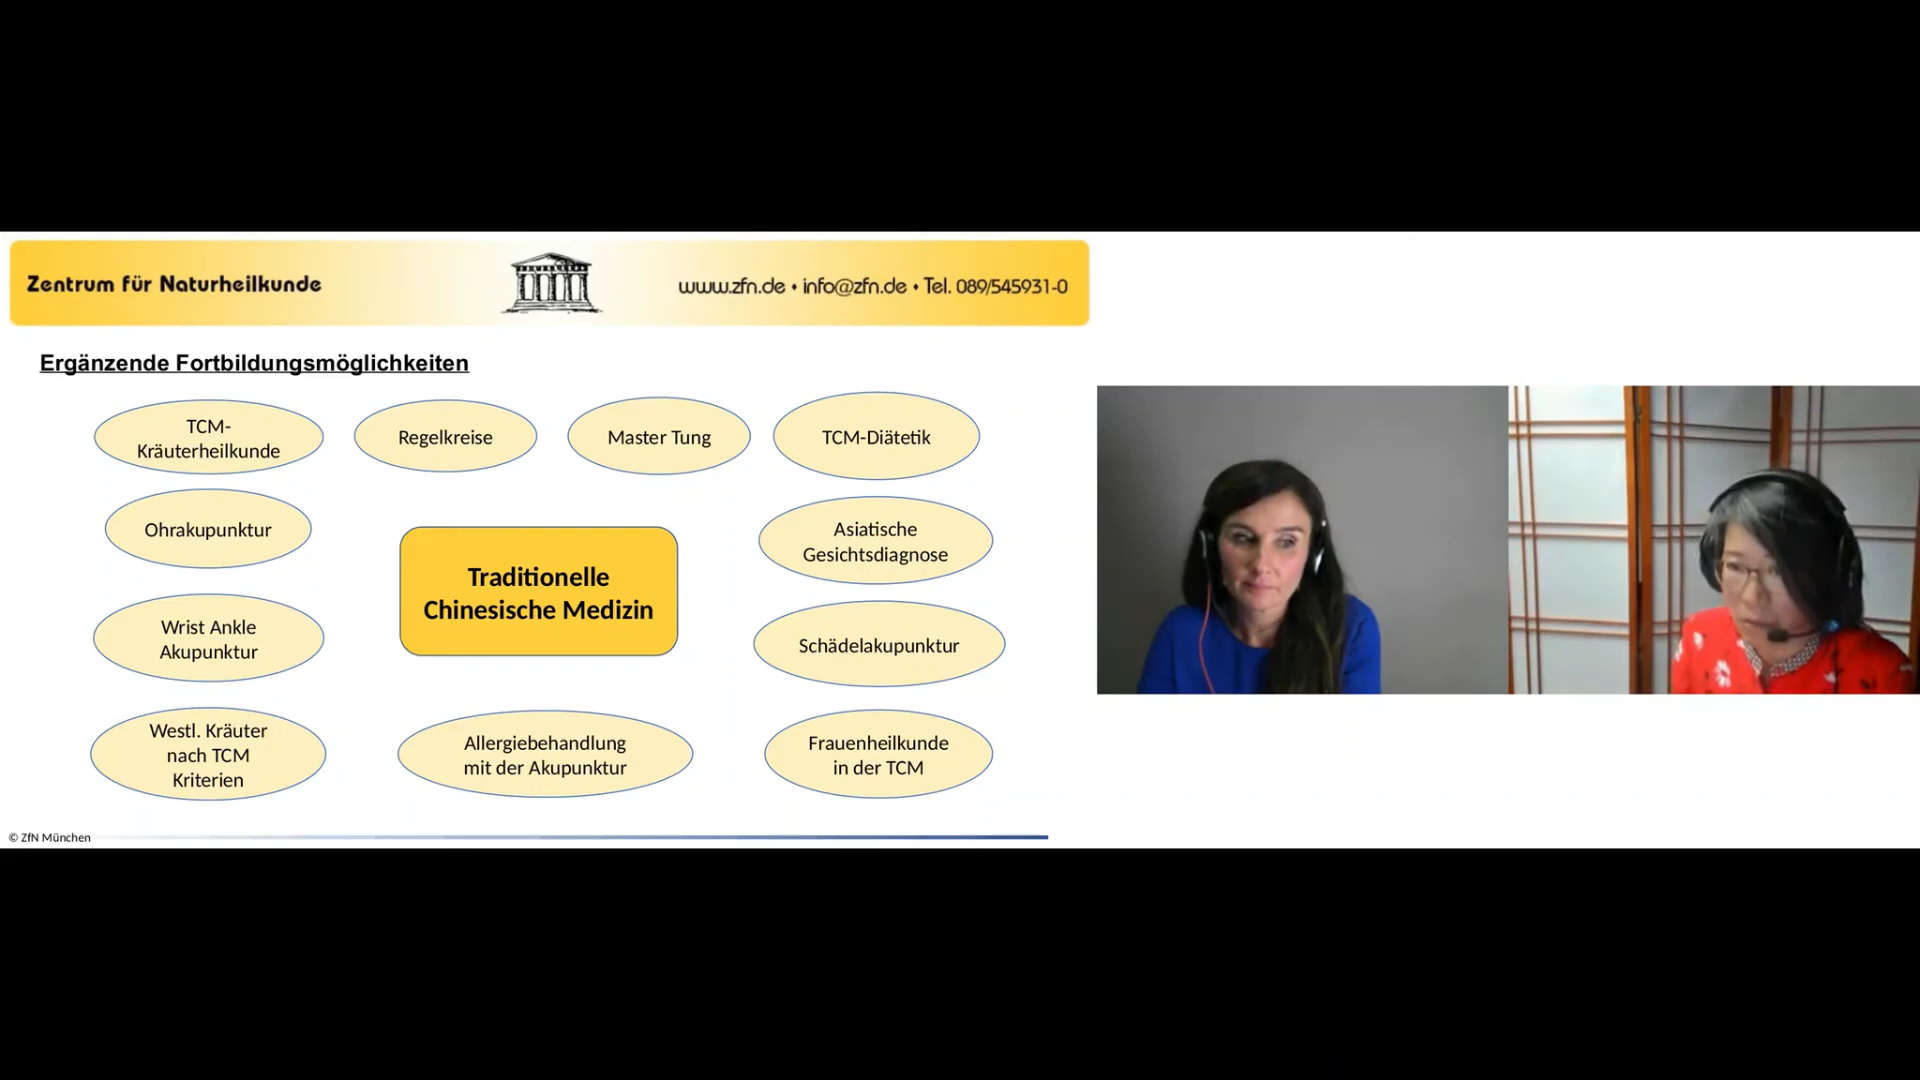 Zentrum für Naturheilkunde
www.zfn.de • info@zfn.de • Tel. 089/545931-0
Ergänzende Fortbildungsmöglichkeiten
TCM-
Kräuterheilkunde
Regelkreise
Master Tung
TCM-Diätetik
Ohrakupunktur
Asiatische
Gesichtsdiagnose
Traditionelle
Chinesische Medizin
Wrist Ankle
Akupunktur
Schädelakupunktur
Westl. Kräuter
nach TCM
Kriterien
Allergiebehandlung
mit der Akupunktur
Frauenheilkunde
in der TCM
© ZfN München